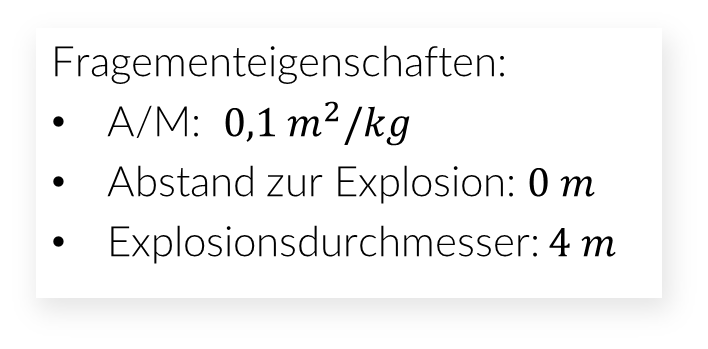 Fragementeigenschaften:
• A/M: 0,1 m²/kg
• Abstand zur Explosion: 0 m
• Explosionsdurchmesser: 4 m